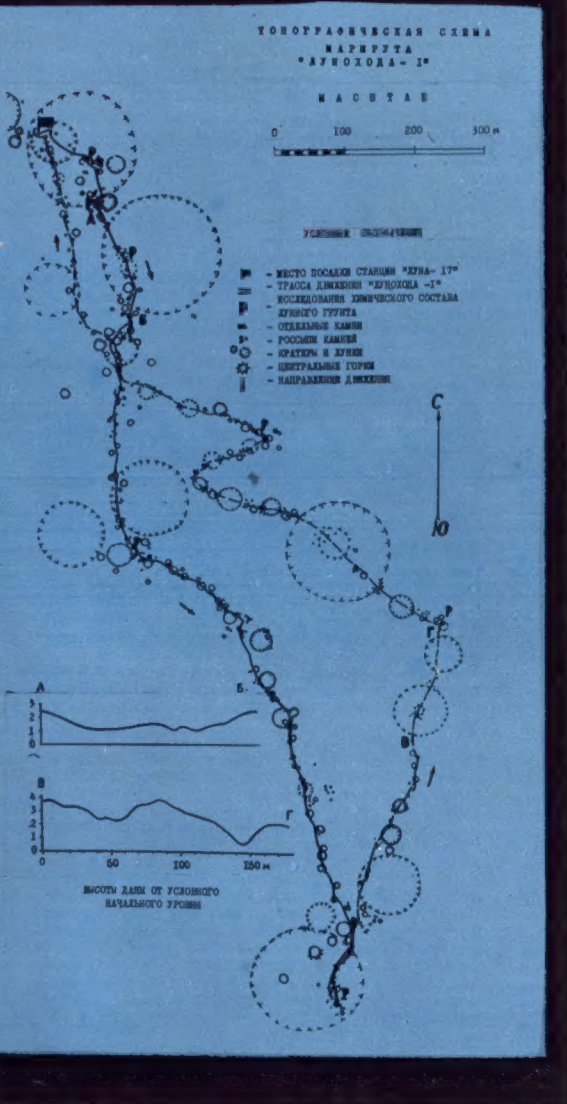 ТОПОГРАФИЧЕСКАЯ СХЕМА
МАРШРУТА
"ЛУНОХОДА-I"
МАСШТАБ
0 100 200 300 м
УСЛОВНЫЕ ОБОЗНАЧЕНИЯ
- МЕСТО ПОСАДКИ СТАНЦИИ "ЛУНА-17"
- ТРАССА ДВИЖЕНИЯ "ЛУНОХОДА -I"
- ИССЛЕДОВАНИЯ ХИМИЧЕСКОГО СОСТАВА
ЛУННОГО ГРУНТА
- ОТДЕЛЬНЫЕ КАМНИ
- РОССЫПИ КАМНЕЙ
- КРАТЕРЫ И ЛУНКИ
- ЦЕНТРАЛЬНЫЕ ГОРКИ
- НАПРАВЛЕНИЕ ДВИЖЕНИЯ
С
Ю
А
Б
Р
Р
Р
Г
В
Р
А Б
3
2
1
0
В Г
4
3
2
1
0
0 50 100 150 м
ВЫСОТЫ ДАНЫ ОТ УСЛОВНОГО
НАЧАЛЬНОГО УРОВНЯ